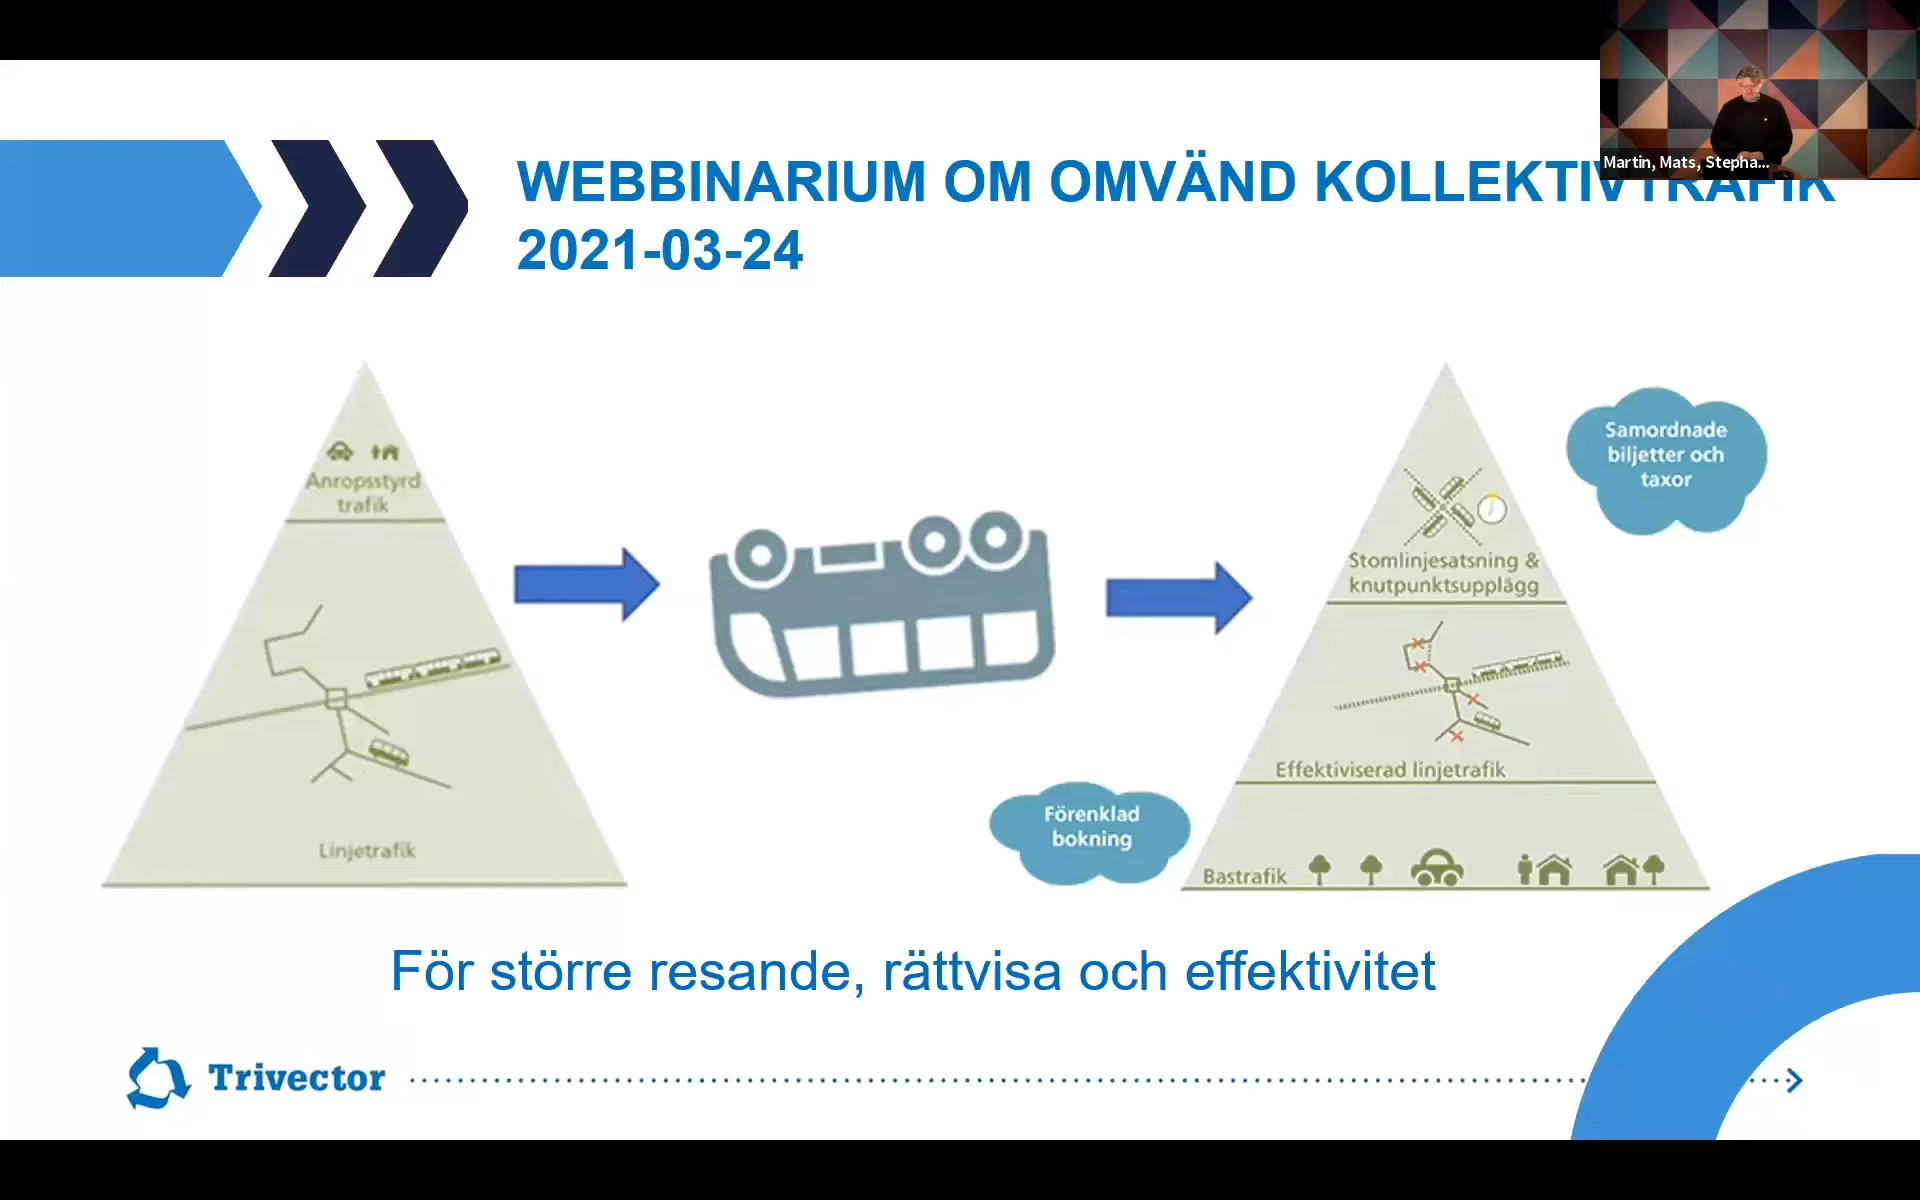 Martin, Mats, Stepha...
WEBBINARIUM OM OMVÄND KOLLEKTIVTRAFIK
2021-03-24
Anropsstyrd
trafik
Linjetrafik
Samordnade
biljetter och
taxor
Stomlinjesatsning &
knutpunktsupplägg
Effektiviserad linjetrafik
Förenklad
bokning
Bastrafik
För större resande, rättvisa och effektivitet
Trivector